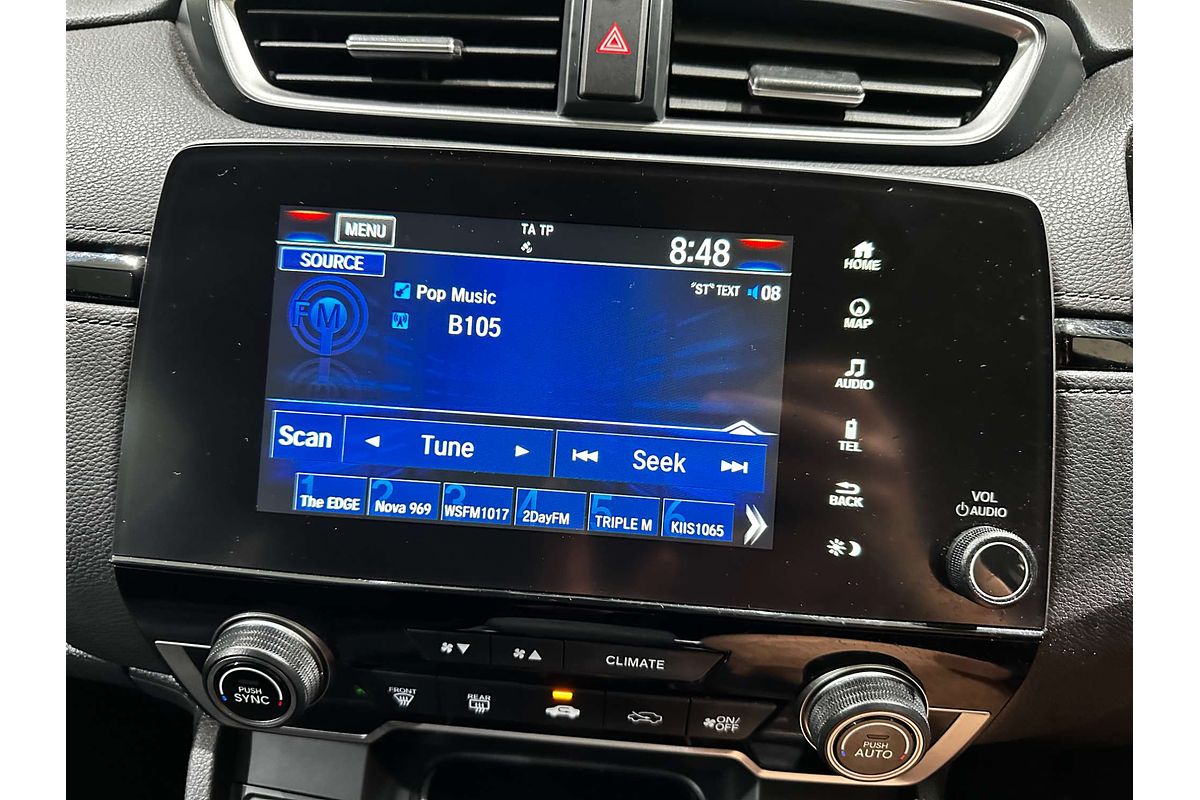 MENU
TA TP
8:48
SOURCE
FM
Pop Music
"ST" TEXT 08
B105
Scan
Tune
Seek
1 The EDGE
2 Nova 969
3 WSFM1017
4 2DayFM
5 TRIPLE M
6 KIIS1065
HOME
MAP
AUDIO
TEL
BACK
VOL
AUDIO
CLIMATE
PUSH
SYNC
FRONT
REAR
ON/
OFF
PUSH
AUTO